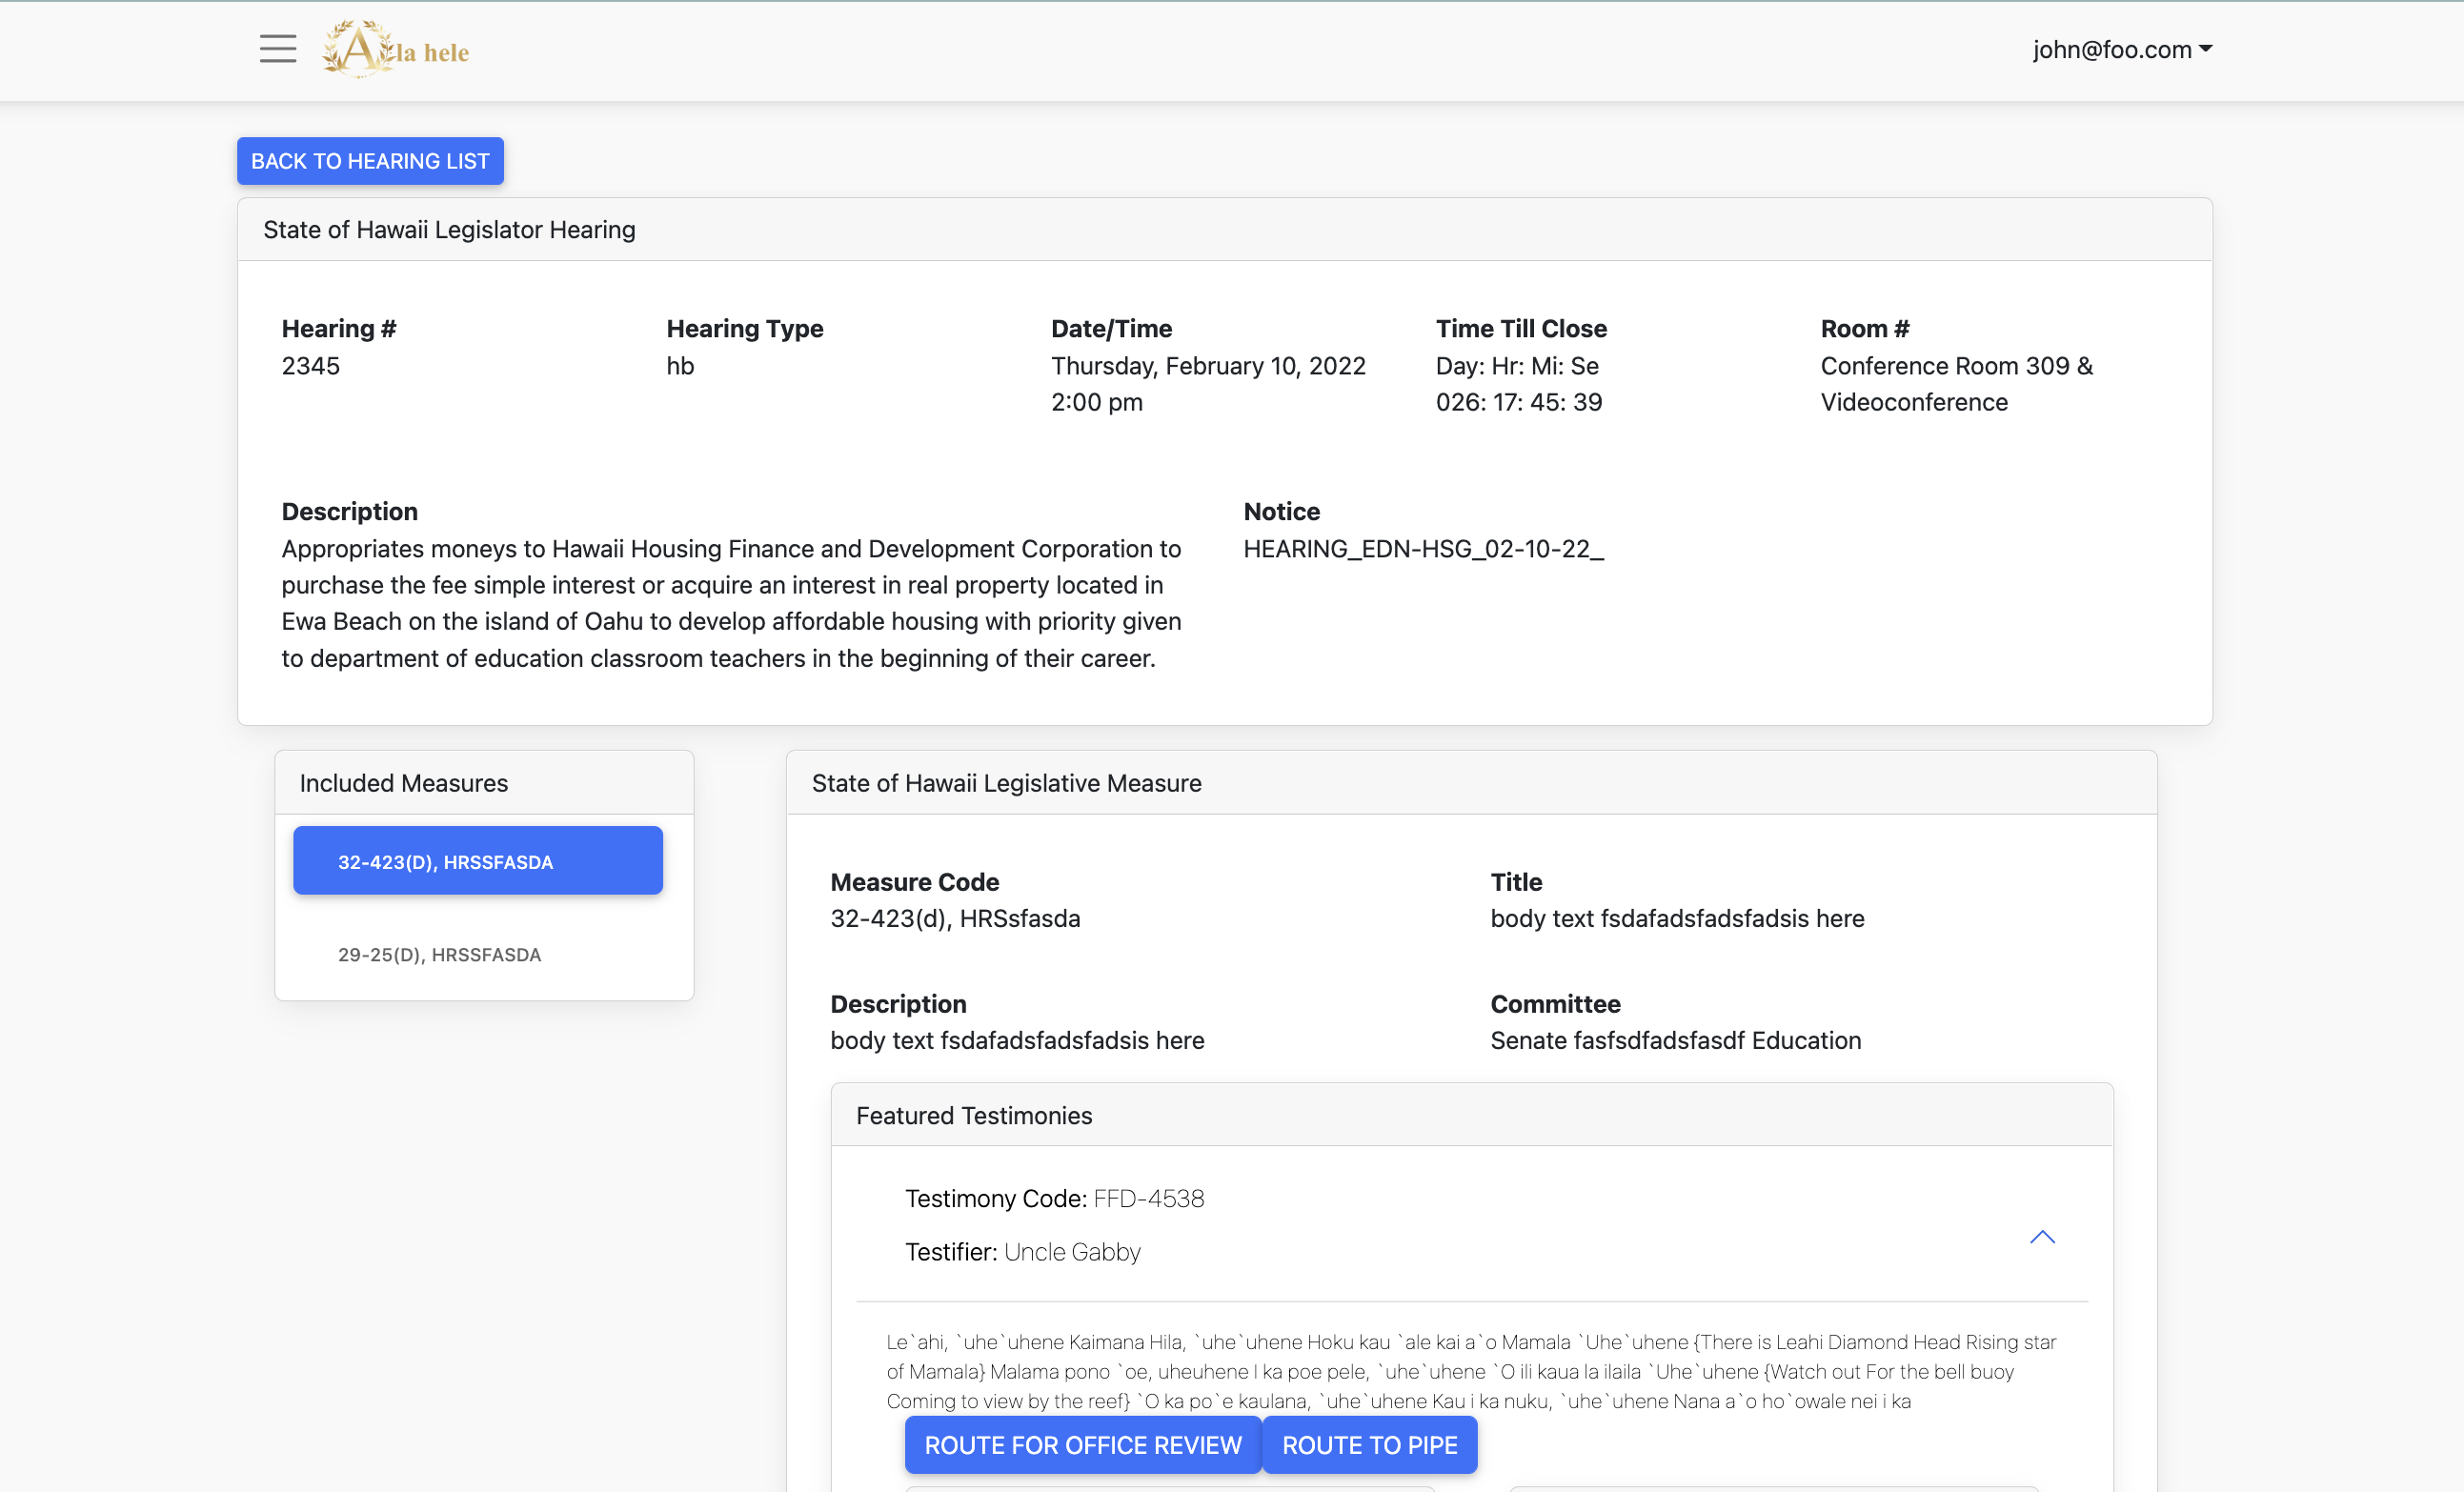 A la hele
john@foo.com
BACK TO HEARING LIST
State of Hawaii Legislator Hearing
Hearing #
2345
Hearing Type
hb
Date/Time
Thursday, February 10, 2022
2:00 pm
Time Till Close
Day: Hr: Mi: Se
026: 17: 45: 39
Room #
Conference Room 309 &
Videoconference
Description
Appropriates moneys to Hawaii Housing Finance and Development Corporation to
purchase the fee simple interest or acquire an interest in real property located in
Ewa Beach on the island of Oahu to develop affordable housing with priority given
to department of education classroom teachers in the beginning of their career.
Notice
HEARING_EDN-HSG_02-10-22_
Included Measures
32-423(D), HRSSFASDA
29-25(D), HRSSFASDA
State of Hawaii Legislative Measure
Measure Code
32-423(d), HRSsfasda
Title
body text fsdafadsfadsfadsis here
Description
body text fsdafadsfadsfadsis here
Committee
Senate fasfsdfadsfasdf Education
Featured Testimonies
Testimony Code: FFD-4538
Testifier: Uncle Gabby
Le`ahi, `uhe`uhene Kaimana Hila, `uhe`uhene Hoku kau `ale kai a`o Mamala `Uhe`uhene {There is Leahi Diamond Head Rising star
of Mamala} Malama pono `oe, uheuhene I ka poe pele, `uhe`uhene `O ili kaua la ilaila `Uhe`uhene {Watch out For the bell buoy
Coming to view by the reef} `O ka po`e kaulana, `uhe`uhene Kau i ka nuku, `uhe`uhene Nana a`o ho`owale nei i ka
ROUTE FOR OFFICE REVIEW
ROUTE TO PIPE